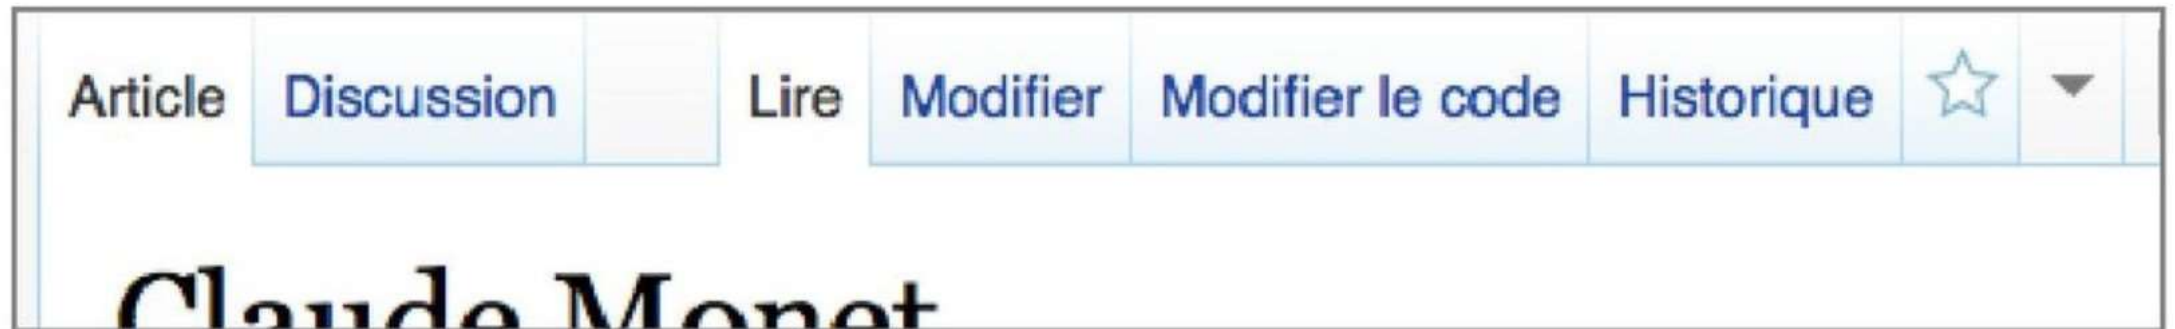 Article Discussion Lire Modifier Modifier le code Historique
Claude Monet